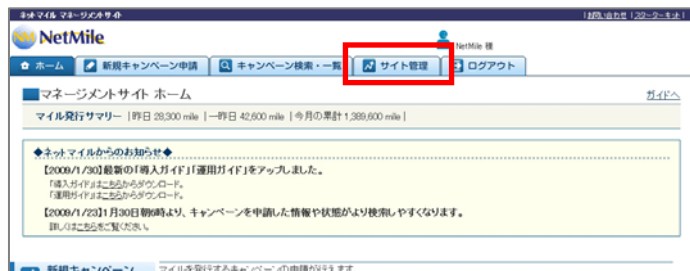 ネットマイル マネージメントサイト
|お問い合わせ|スターターキット|
NetMile
NetMile 様
ホーム 新規キャンペーン申請 キャンペーン検索・一覧 サイト管理 ログアウト
マネージメントサイト ホーム ガイドへ
マイル発行サマリー |昨日 28,300 mile |一昨日 42,600 mile |今月の累計 1,389,600 mile |
◆ネットマイルからのお知らせ◆
【2009/1/30】最新の「導入ガイド」「運用ガイド」をアップしました。
「導入ガイド」はこちらからダウンロード。
「運用ガイド」はこちらからダウンロード。
【2009/1/23】1月30日朝6時より、キャンペーンを申請した情報や状態がより検索しやすくなります。
詳しくはこちらをご覧ください。
新規キャンペーン マイルを発行するキャンペーンの申請が行えます